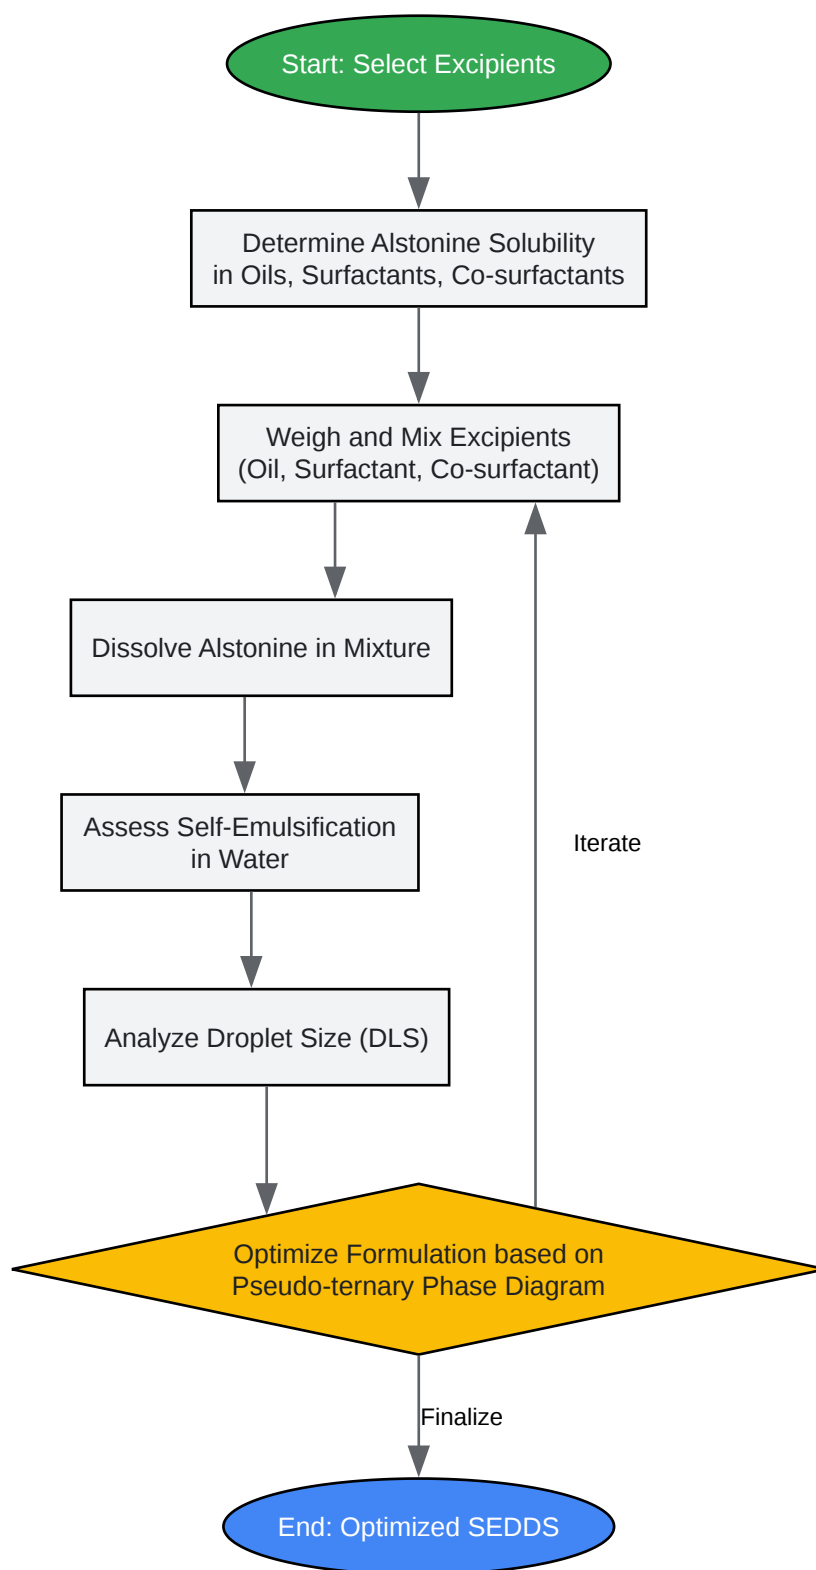 Start: Select Excipients
Determine Alstonine Solubility
in Oils, Surfactants, Co-surfactants
Weigh and Mix Excipients
(Oil, Surfactant, Co-surfactant)
Dissolve Alstonine in Mixture
Assess Self-Emulsification
in Water
Iterate
Analyze Droplet Size (DLS)
Optimize Formulation based on
Pseudo-ternary Phase Diagram
Finalize
End: Optimized SEDDS